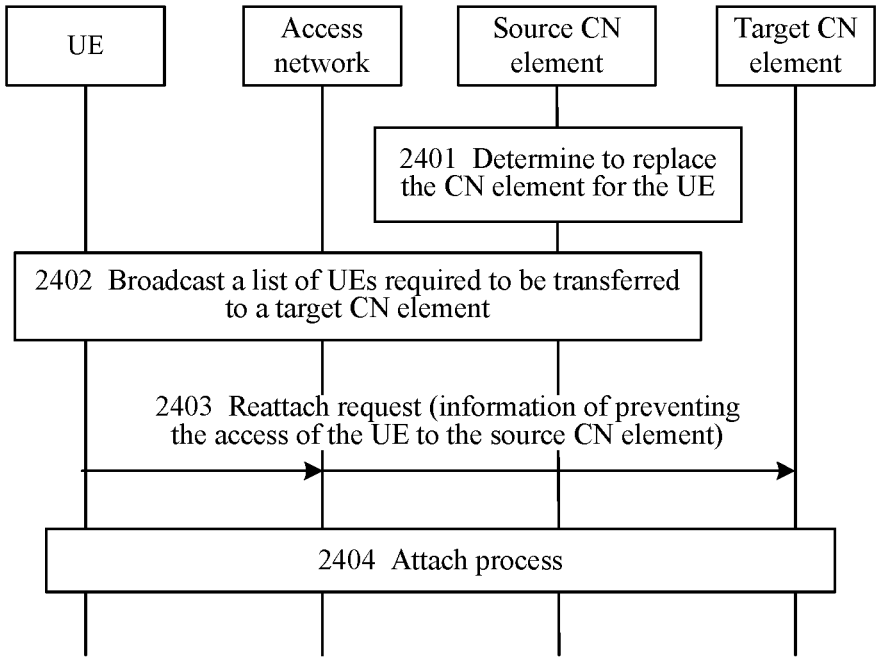 UE
Access
network
Source CN
element
Target CN
element
2401 Determine to replace
the CN element for the UE
2402 Broadcast a list of UEs required to be transferred
to a target CN element
2403 Reattach request (information of preventing
the access of the UE to the source CN element)
2404 Attach process